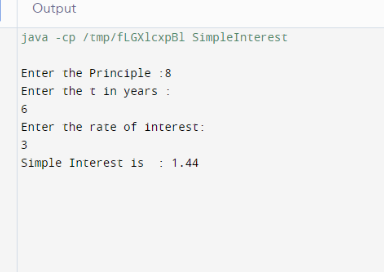 Output
java -cp /tmp/fLGXlcxpBl SimpleInterest
Enter the Principle :8
Enter the t in years :
6
Enter the rate of interest:
3
Simple Interest is  : 1.44